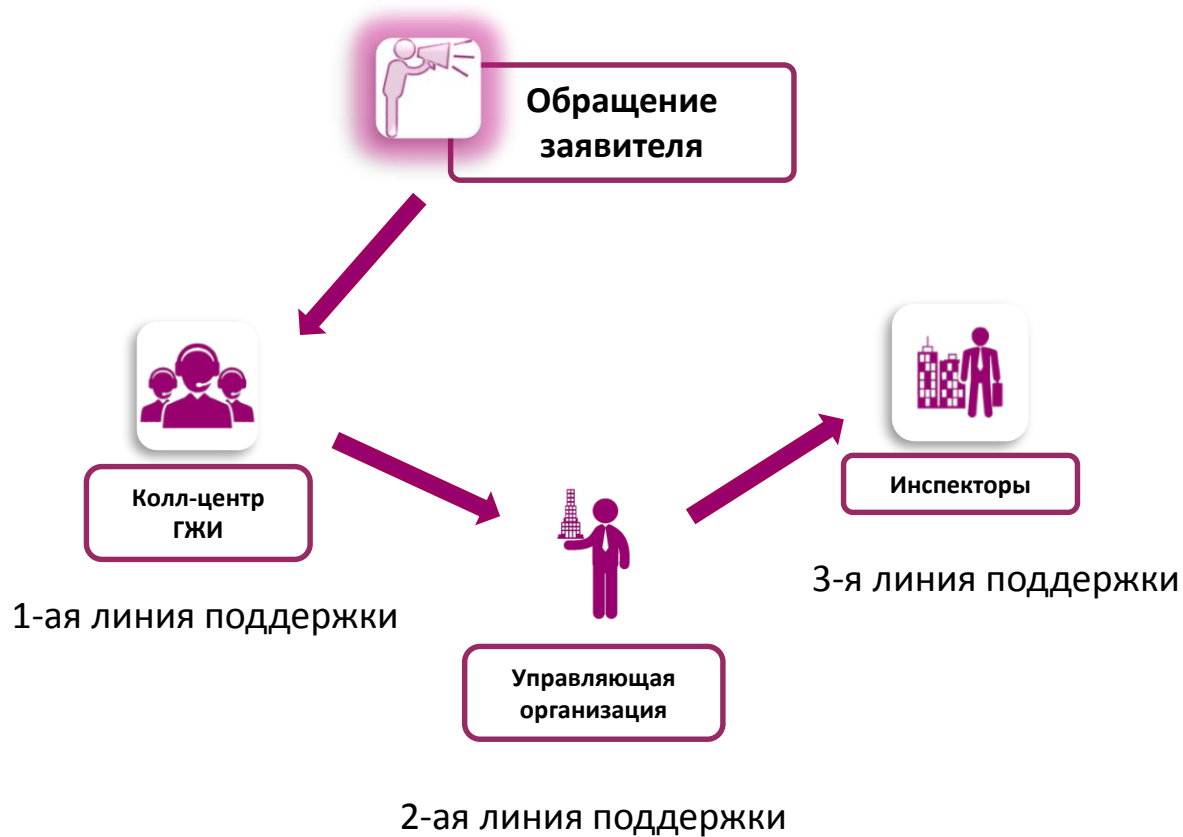 Обращение
заявителя
Колл-центр
ГЖИ
1-ая линия поддержки
Управляющая
организация
2-ая линия поддержки
Инспекторы
3-я линия поддержки